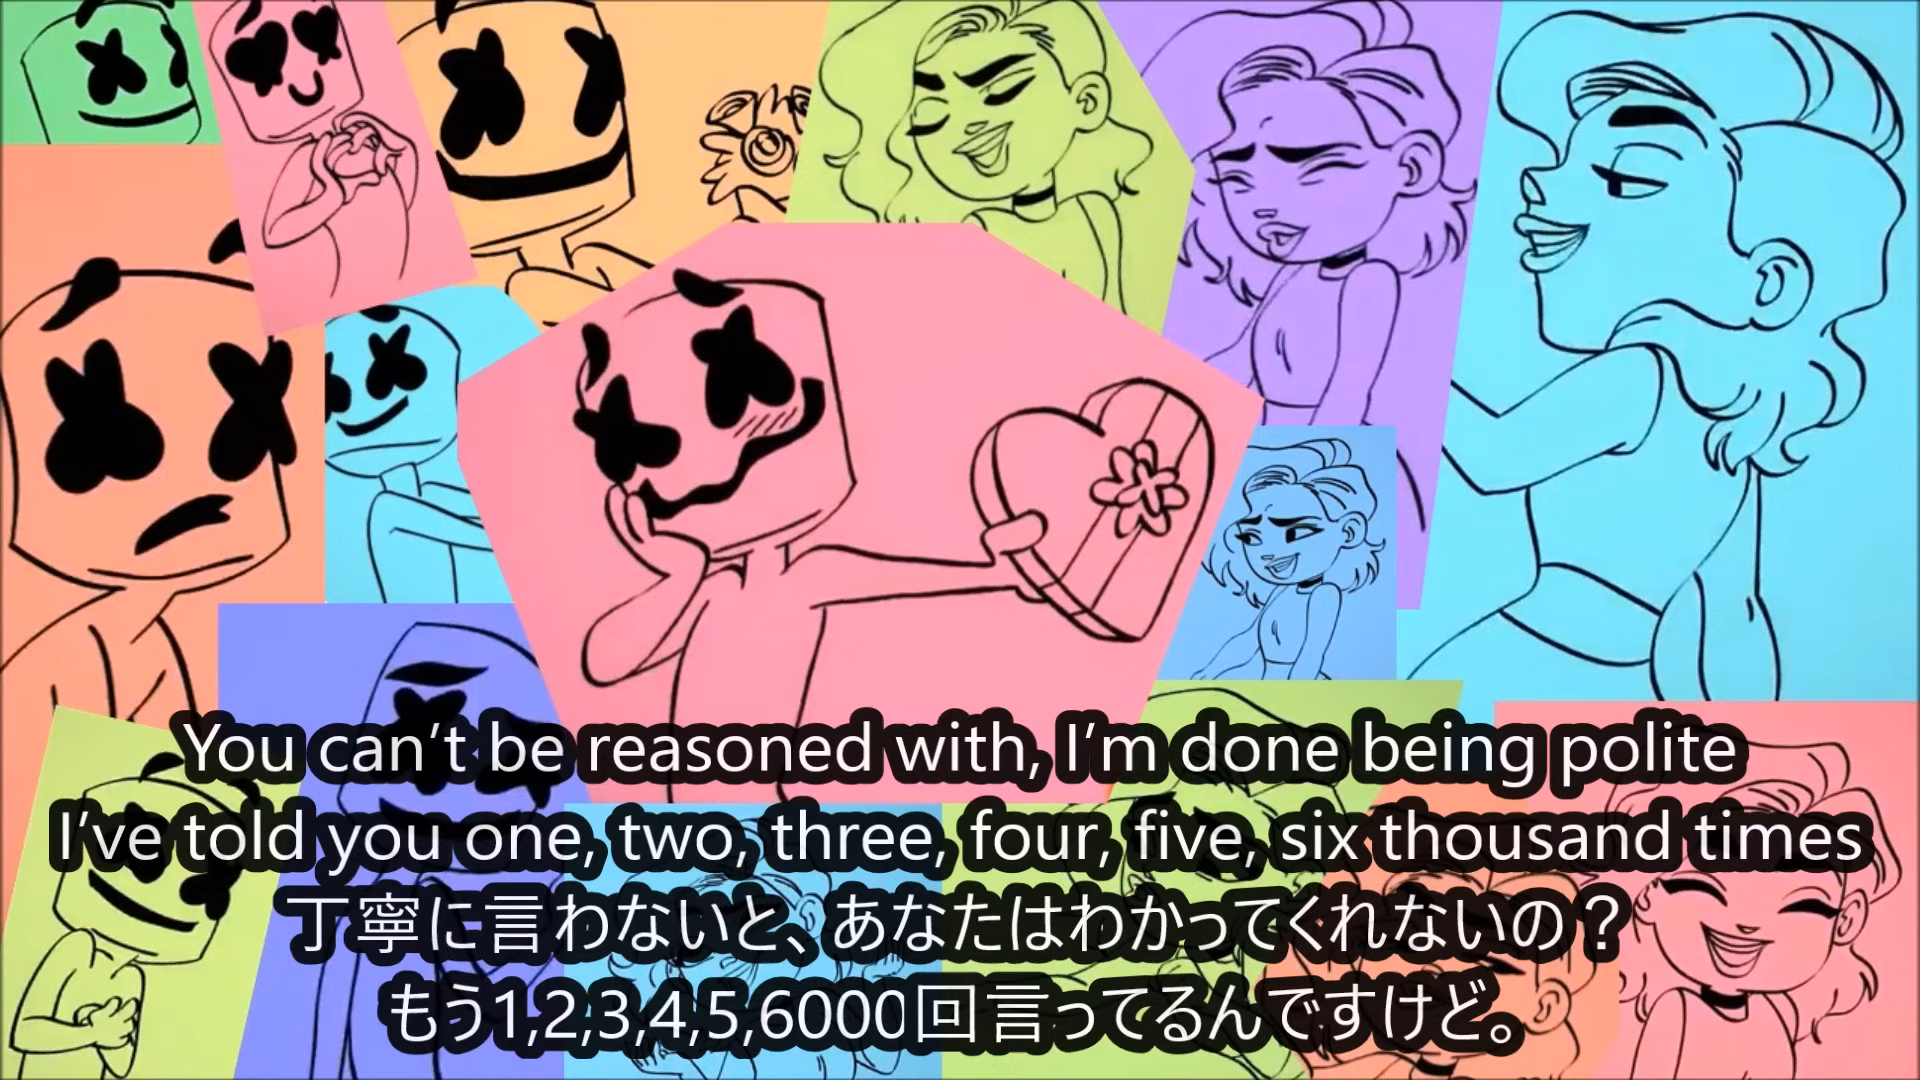 You can't be reasoned with, I'm done being polite
I've told you one, two, three, four, five, six thousand times
丁寧に言わないと、あなたはわかってくれないの？
もう1,2,3,4,5,6000回言ってるんですけど。